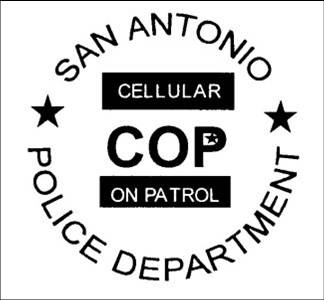 SAN ANTONIO
CELLULAR
COP
ON PATROL
POLICE DEPARTMENT